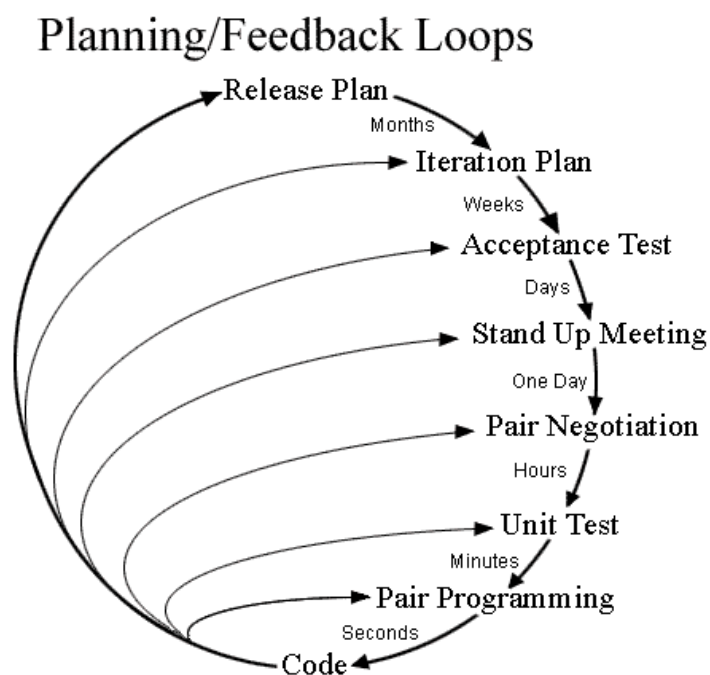 Planning/Feedback Loops
Release Plan
Months
Iteration Plan
Weeks
Acceptance Test
Days
Stand Up Meeting
One Day
Pair Negotiation
Hours
Unit Test
Minutes
Pair Programming
Seconds
Code